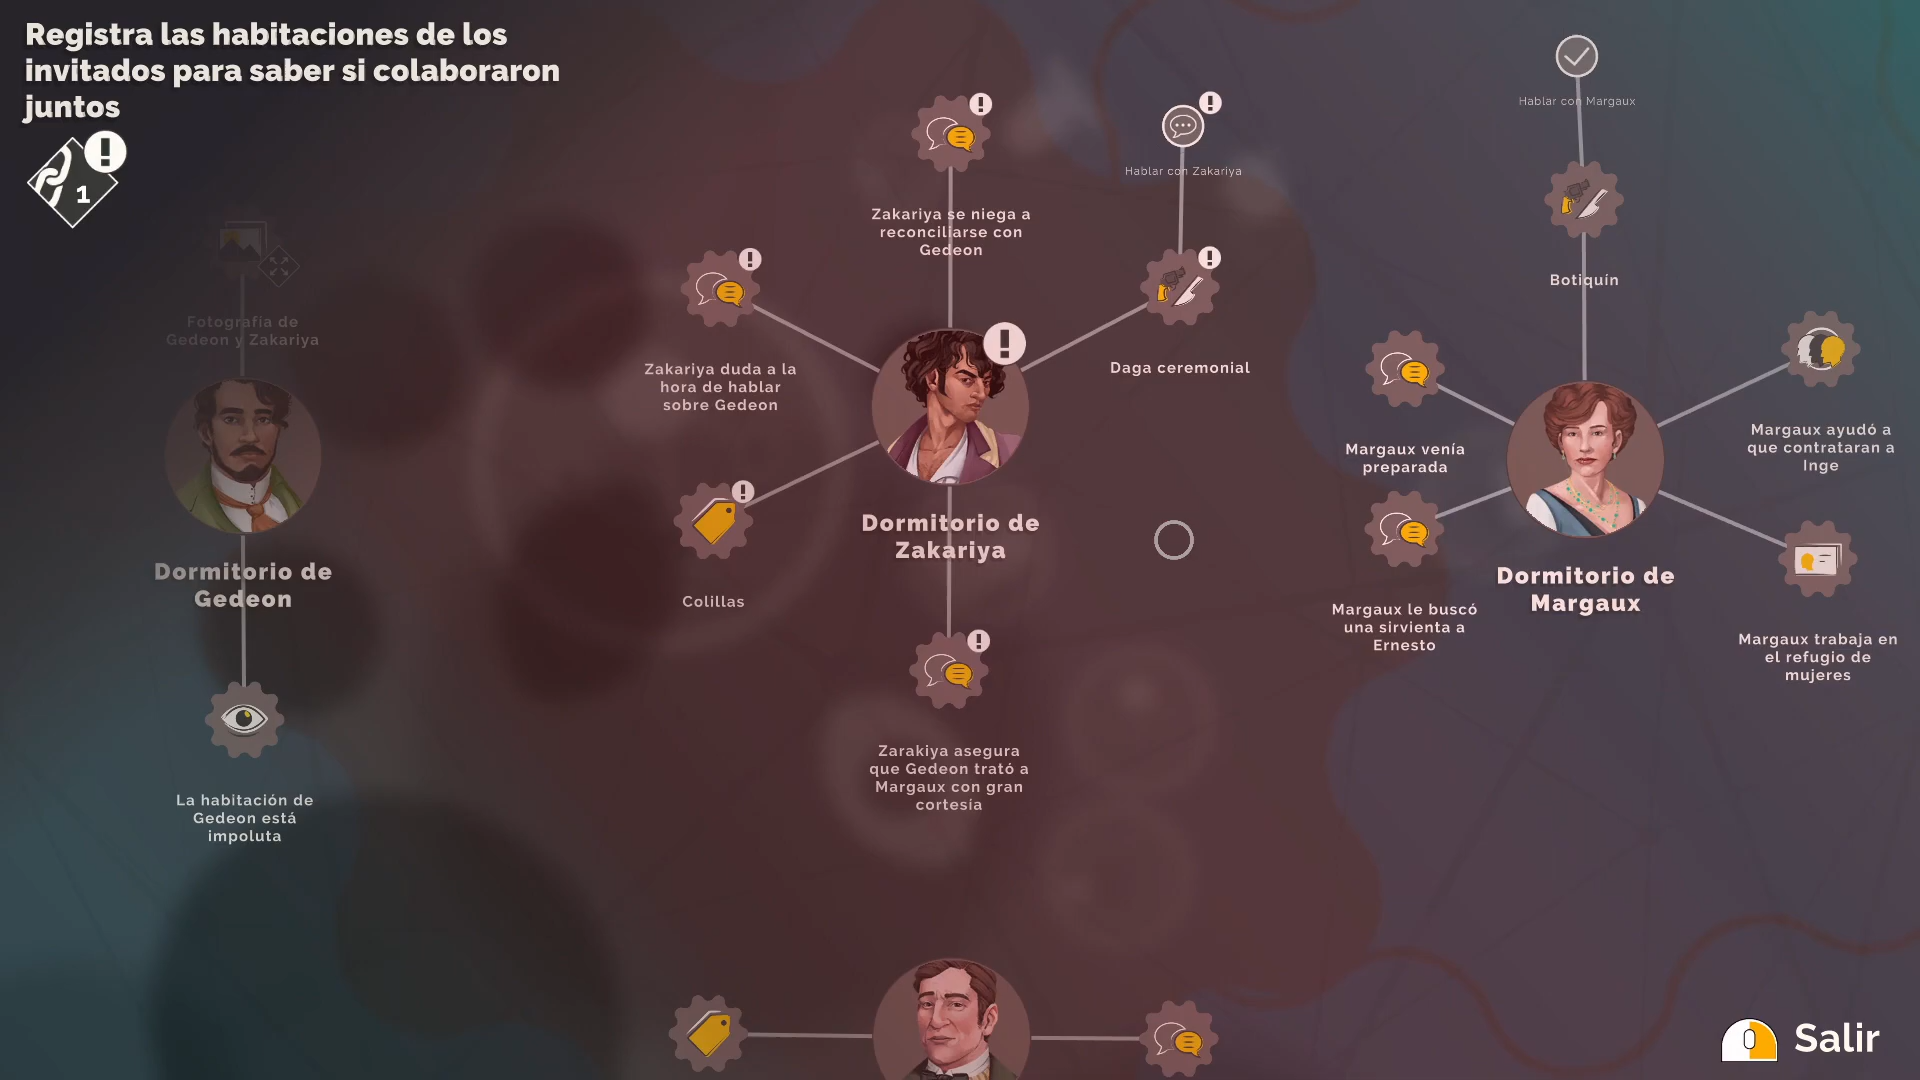 Registra las habitaciones de los
invitados para saber si colaboraron
juntos
1
Hablar con Margaux
Hablar con Zakariya
Zakariya se niega a
reconciliarse con
Gedeon
Botiquín
Fotografía de
Gedeon y Zakariya
Zakariya duda a la
hora de hablar
sobre Gedeon
Daga ceremonial
Margaux venía
preparada
Margaux ayudó a
que contrataran a
Inge
Dormitorio de
Gedeon
Dormitorio de
Zakariya
Colillas
Dormitorio de
Margaux
Margaux le buscó
una sirvienta a
Ernesto
Margaux trabaja en
el refugio de
mujeres
Zarakiya asegura
que Gedeon trató a
Margaux con gran
cortesía
La habitación de
Gedeon está
impoluta
Salir